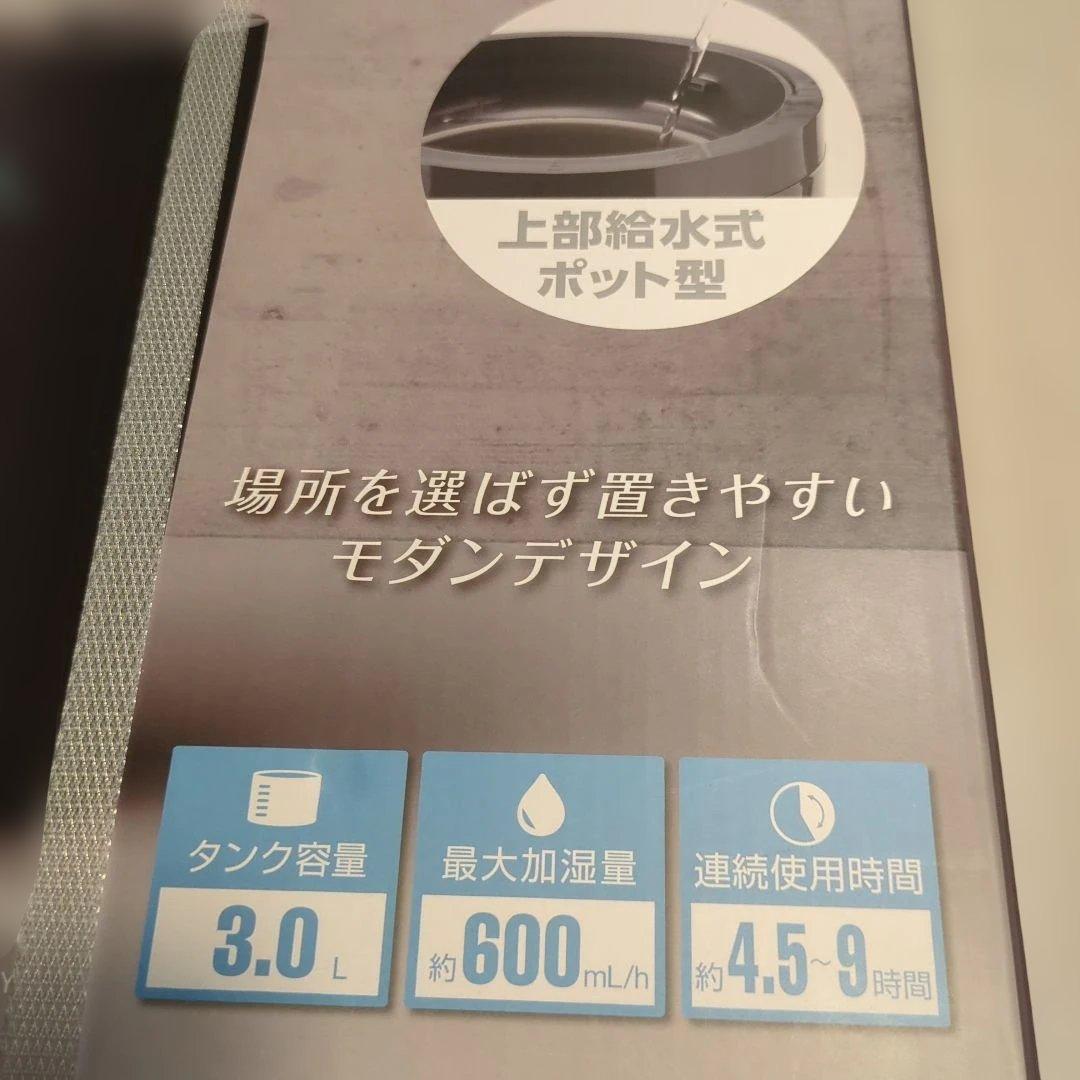 上部給水式
ポット型
場所を選ばず置きやすい
モダンデザイン
タンク容量
3.0 L
最大加湿量
約600mL/h
連続使用時間
約4.5~9時間